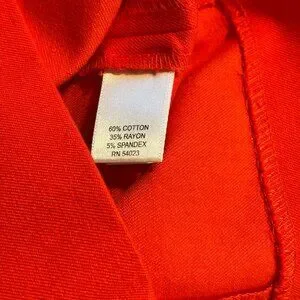 60% COTTON
35% RAYON
5% SPANDEX
RN 54023